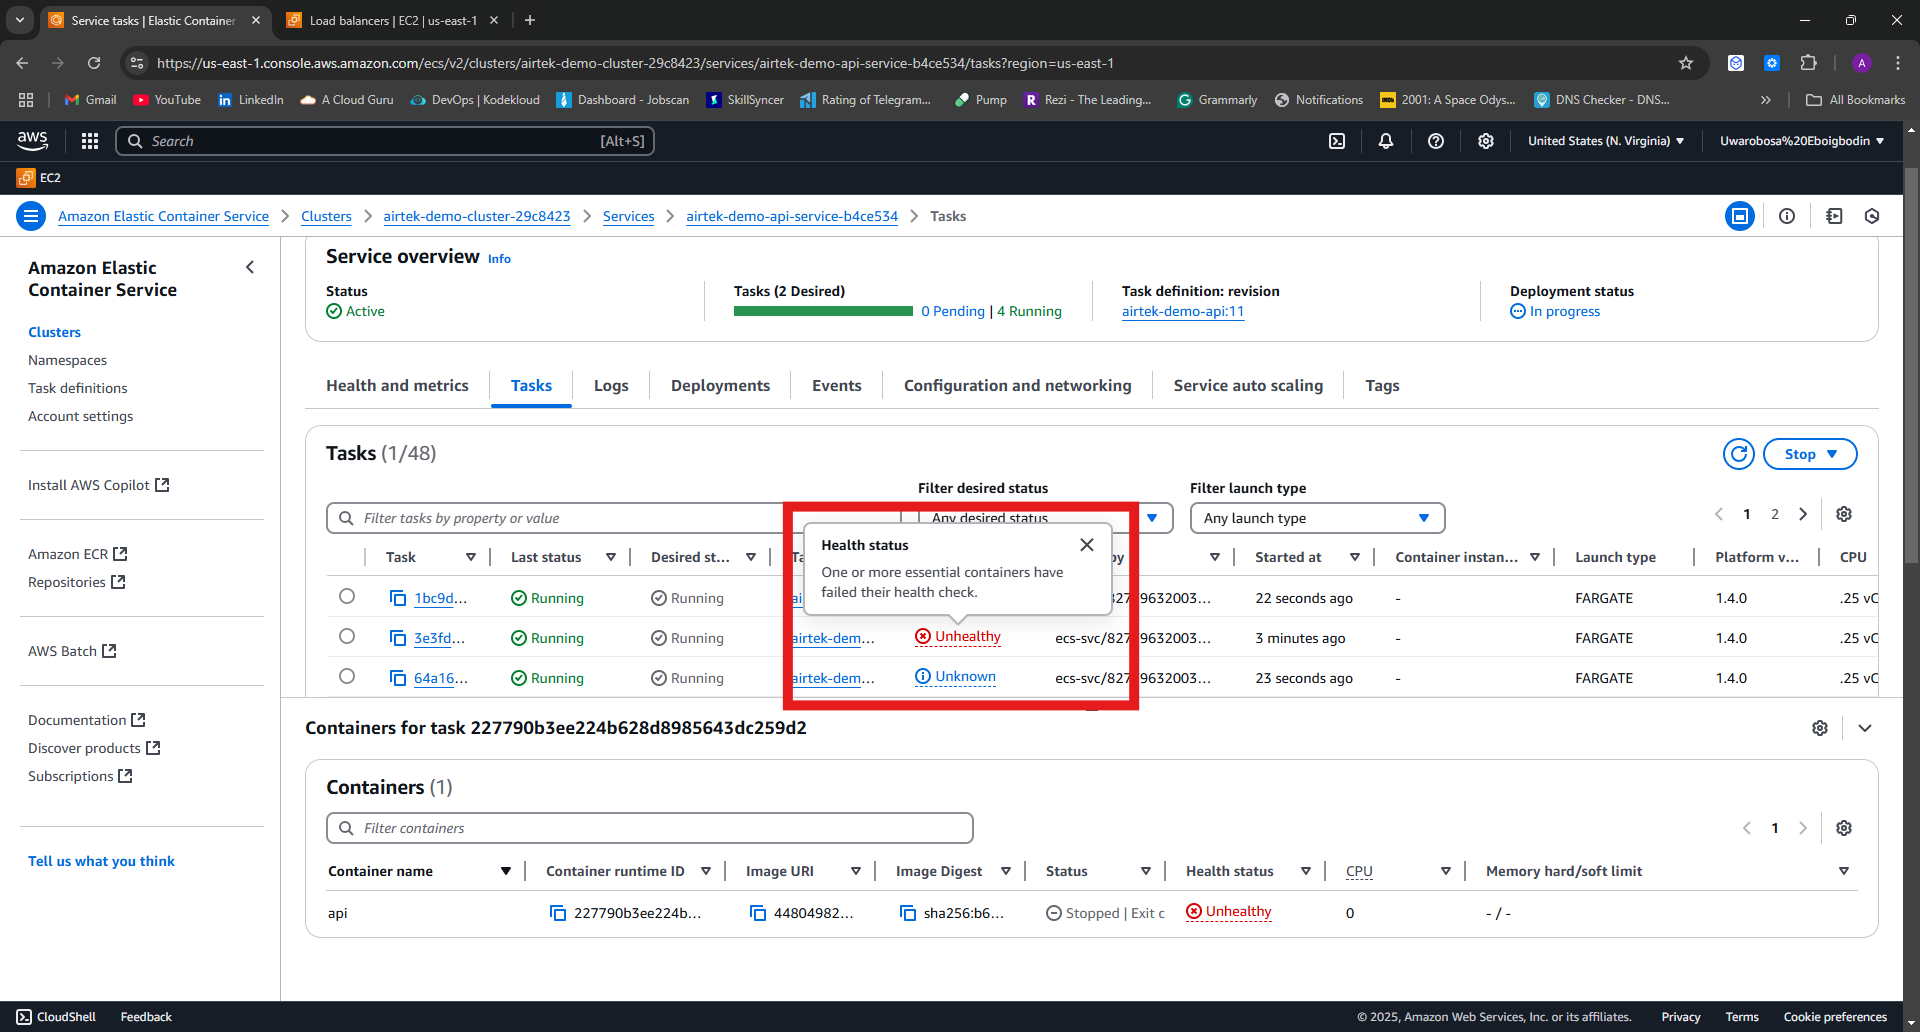 Service tasks | Elastic Container
Load balancers | EC2 | us-east-1
https://us-east-1.console.aws.amazon.com/ecs/v2/clusters/airtek-demo-cluster-29c8423/services/airtek-demo-api-service-b4ce534/tasks?region=us-east-1
A
Gmail YouTube LinkedIn A Cloud Guru DevOps | Kodekloud Dashboard - Jobscan SkillSyncer Rating of Telegram... Pump Rezi - The Leading... Grammarly Notifications 2001: A Space Odys... DNS Checker - DNS... All Bookmarks
aws Search [Alt+S] United States (N. Virginia) Uwarobosa%20Eboigbodin
EC2
Amazon Elastic Container Service Clusters airtek-demo-cluster-29c8423 Services airtek-demo-api-service-b4ce534 Tasks
Amazon Elastic
Container Service
Clusters
Namespaces
Task definitions
Account settings
Install AWS Copilot
Amazon ECR
Repositories
AWS Batch
Documentation
Discover products
Subscriptions
Tell us what you think
Service overview Info
Status Tasks (2 Desired) Task definition: revision Deployment status
Active 0 Pending | 4 Running airtek-demo-api:11 In progress
Health and metrics Tasks Logs Deployments Events Configuration and networking Service auto scaling Tags
Tasks (1/48) Stop
Filter desired status Filter launch type
Filter tasks by property or value Any desired status Any launch type 1 2
Health status
One or more essential containers have
failed their health check.
Task Last status Desired st... Started at Container instan... Launch type Platform v... CPU
1bc9d... Running Running 9632003... 22 seconds ago - FARGATE 1.4.0 .25 vC
3e3fd... Running Running airtek-dem... Unhealthy ecs-svc/827 9632003... 3 minutes ago - FARGATE 1.4.0 .25 vC
64a16... Running Running airtek-dem... Unknown ecs-svc/827 9632003... 23 seconds ago - FARGATE 1.4.0 .25 vC
Containers for task 227790b3ee224b628d8985643dc259d2
Containers (1)
Filter containers 1
Container name Container runtime ID Image URI Image Digest Status Health status CPU Memory hard/soft limit
api 227790b3ee224b... 44804982... sha256:b6... Stopped | Exit c Unhealthy 0 - / -
CloudShell Feedback © 2025, Amazon Web Services, Inc. or its affiliates. Privacy Terms Cookie preferences